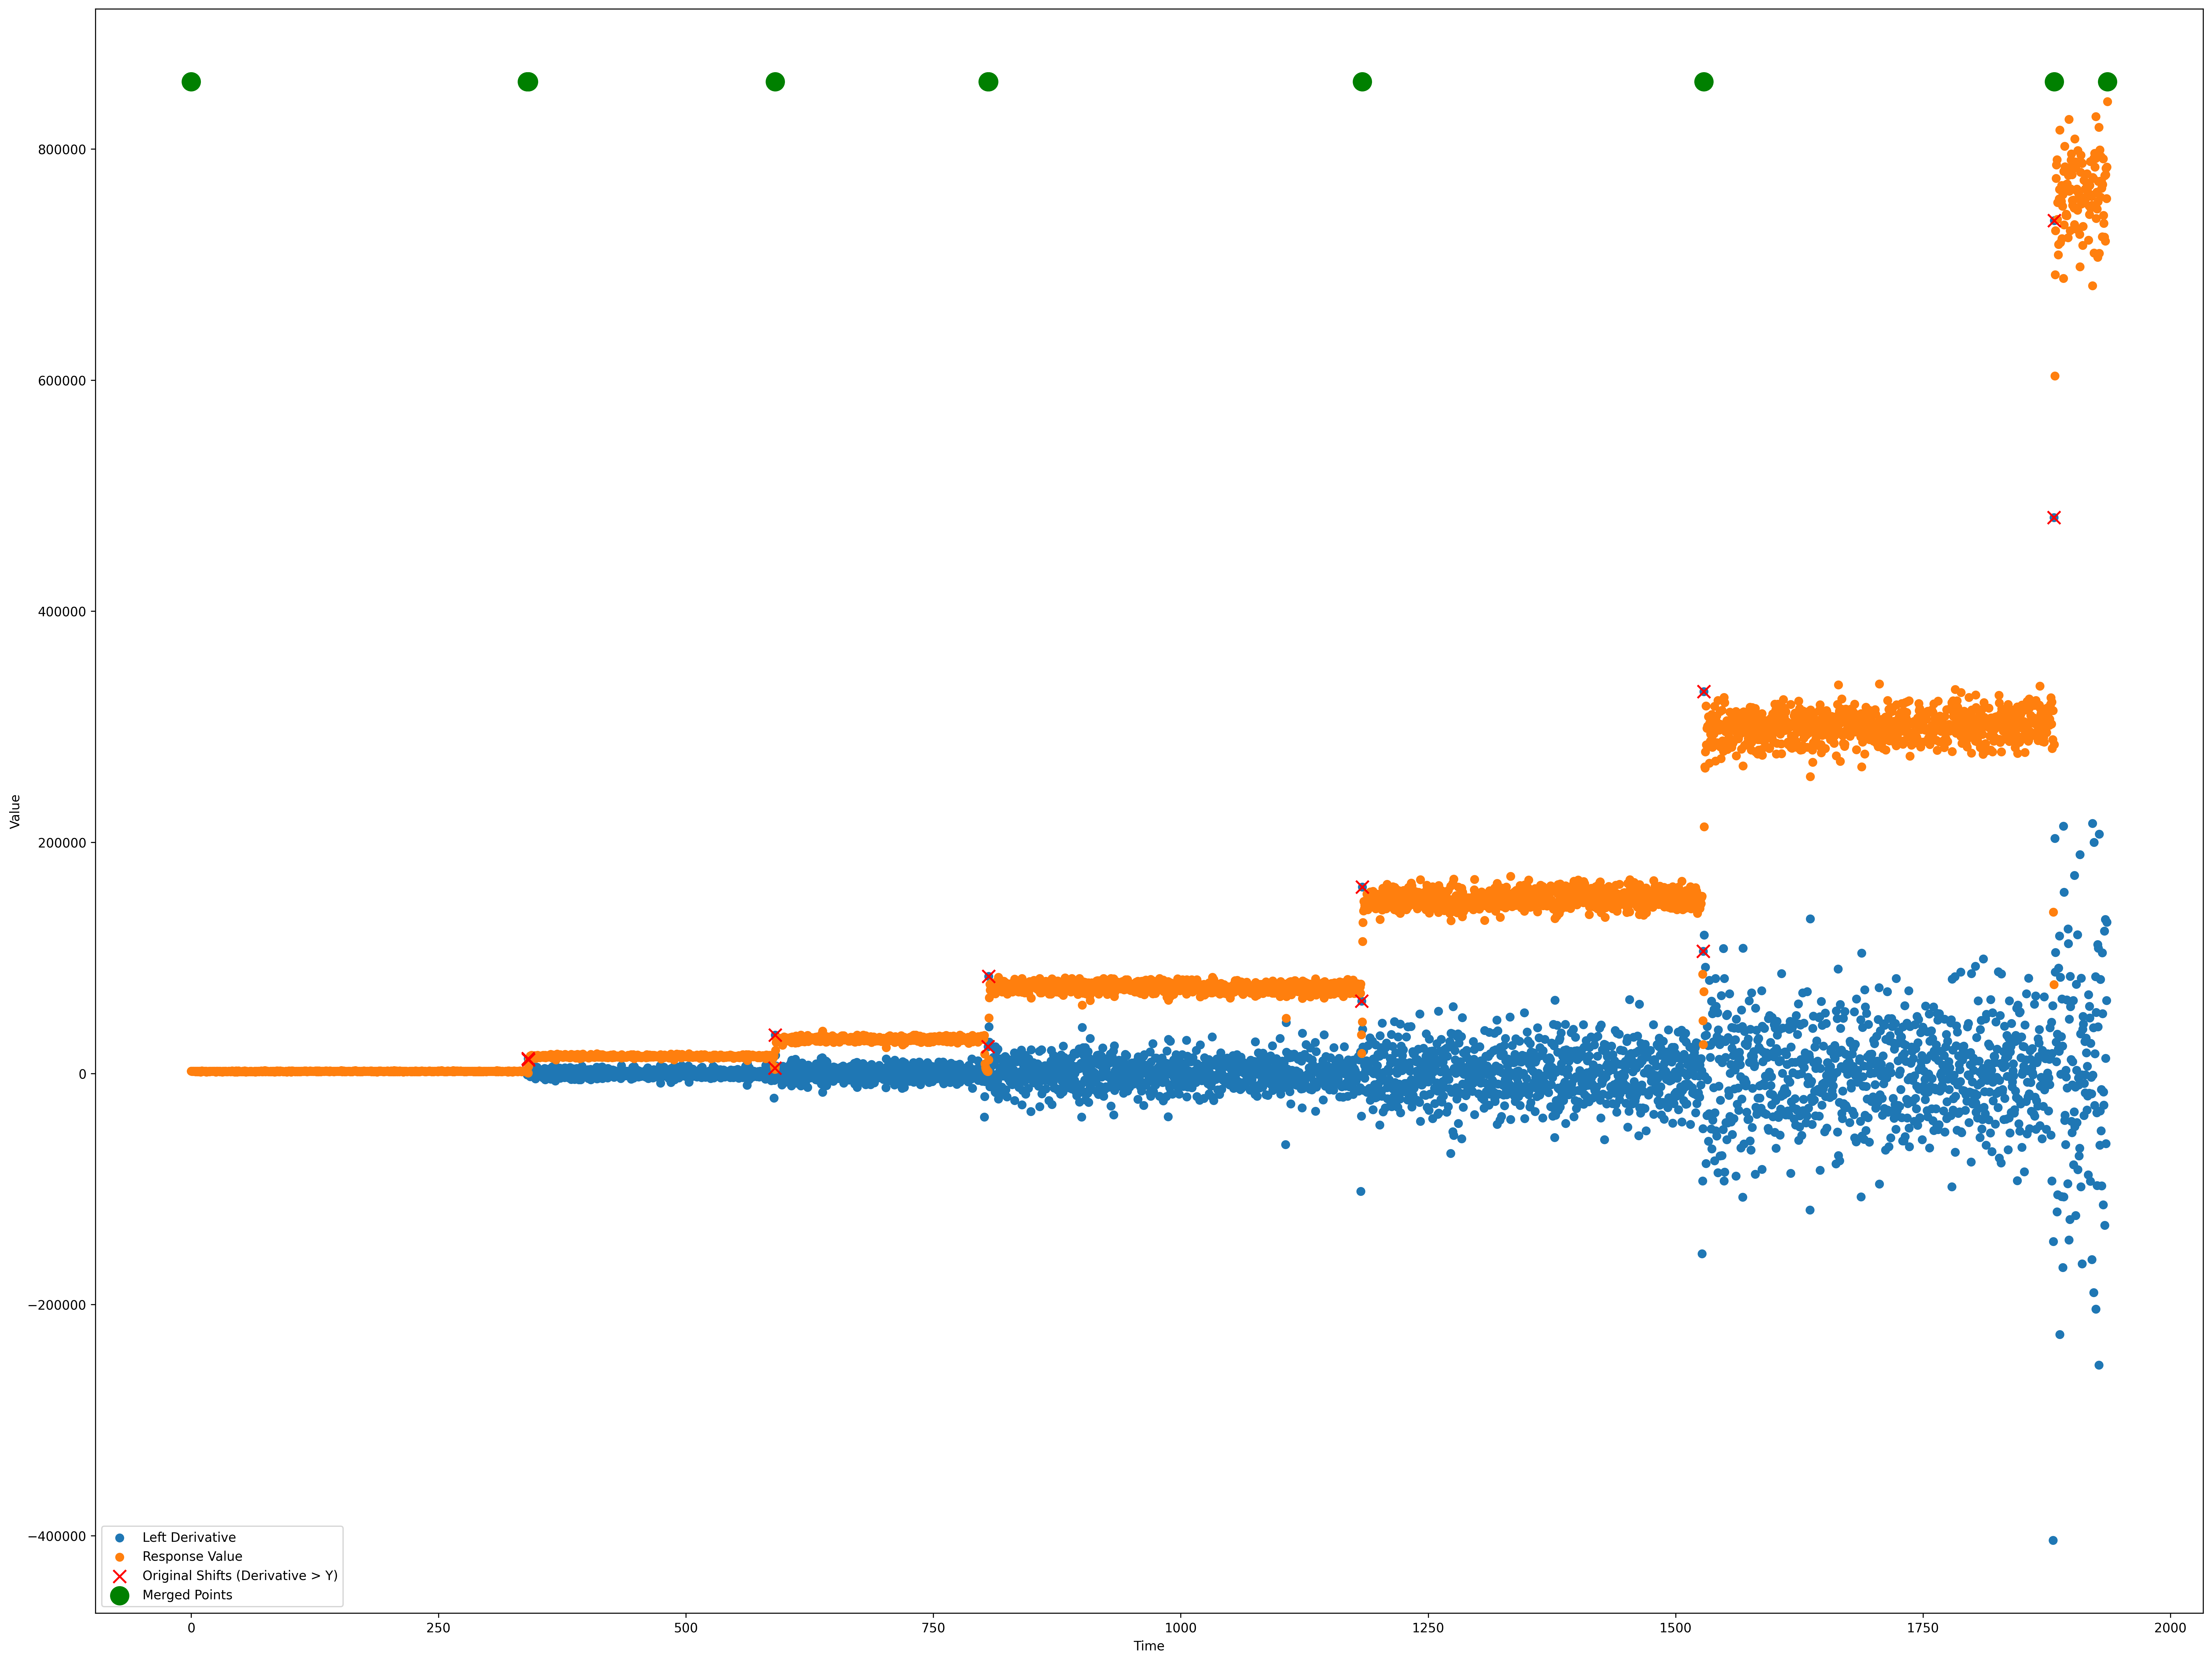 800000
600000
400000
200000
0
−200000
−400000
Value
0 250 500 750 1000 1250 1500 1750 2000
Time
Left Derivative
Response Value
Original Shifts (Derivative > Y)
Merged Points